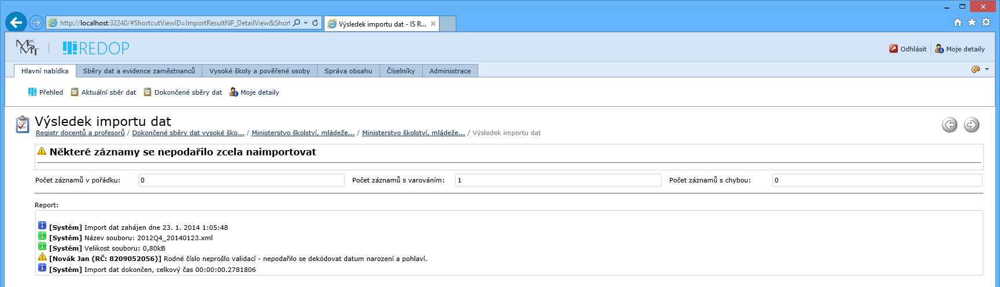 http://localhost:32240/#ShortcutViewID=ImportResultNP_DetailView&Short
Výsledek importu dat - IS R...
MŠMT
REDOP
Odhlásit
Moje detaily
Hlavní nabídka
Sběry dat a evidence zaměstnanců
Vysoké školy a pověřené osoby
Správa obsahu
Číselníky
Administrace
Přehled
Aktuální sběr dat
Dokončené sběry dat
Moje detaily
Výsledek importu dat
Registr docentů a profesorů / Dokončené sběry dat vysoké ško... / Ministerstvo školství, mládeže... / Ministerstvo školství, mládeže... / Výsledek importu dat
Některé záznamy se nepodařilo zcela naimportovat
Počet záznamů v pořádku: 0
Počet záznamů s varováním: 1
Počet záznamů s chybou: 0
Report:
[Systém] Import dat zahájen dne 23. 1. 2014 1:05:48
[Systém] Název souboru: 2012Q4_20140123.xml
[Systém] Velikost souboru: 0,80kB
[Novák Jan (RČ: 8209052056)] Rodné číslo neprošlo validací - nepodařilo se dekódovat datum narození a pohlaví.
[Systém] Import dat dokončen, celkový čas 00:00:00.2781806